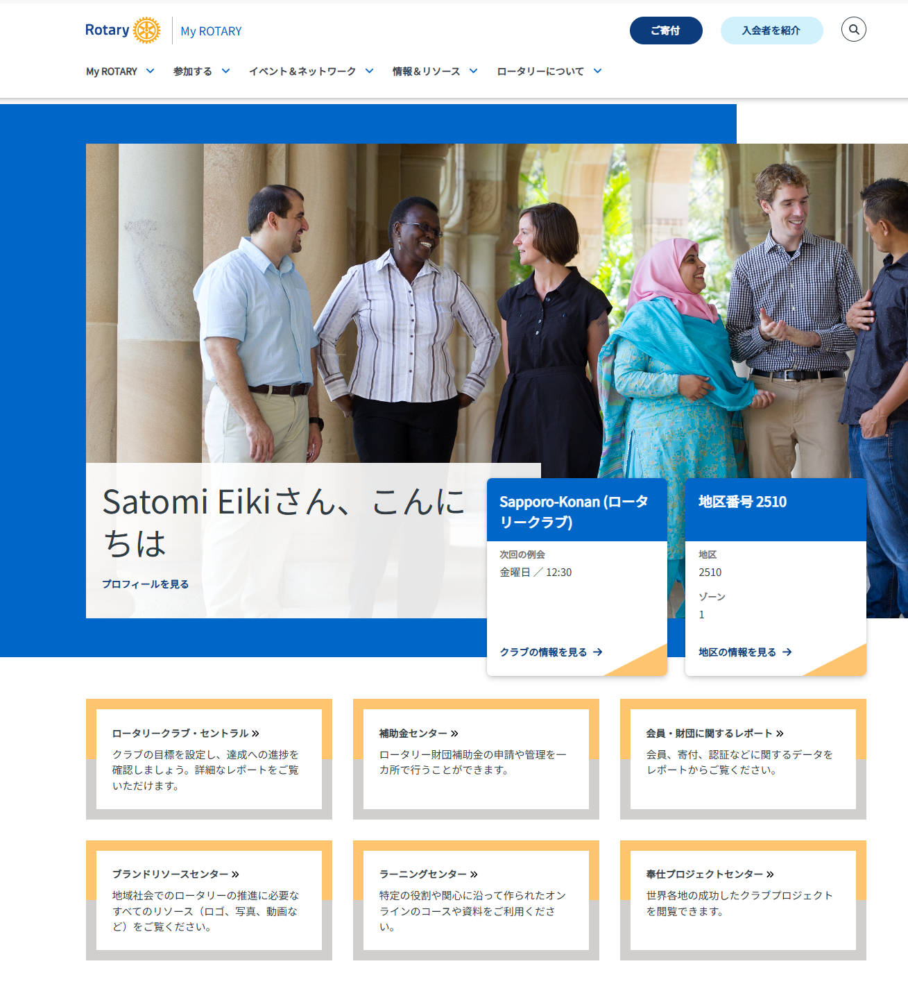 Rotary
My ROTARY
ご寄付
入会者を紹介
My ROTARY
参加する
イベント&ネットワーク
情報&リソース
ロータリーについて
Satomi Eikiさん、こんに
ちは
プロフィールを見る
Sapporo-Konan (ロータ
リークラブ)
次回の例会
金曜日 ／ 12:30
クラブの情報を見る →
地区番号 2510
地区
2510
ゾーン
1
地区の情報を見る →
ロータリークラブ・セントラル »
クラブの目標を設定し、達成への進捗を
確認しましょう。詳細なレポートをご覧
いただけます。
補助金センター »
ロータリー財団補助金の申請や管理を一
カ所で行うことができます。
会員・財団に関するレポート »
会員、寄付、認証などに関するデータを
レポートからご覧ください。
ブランドリソースセンター »
地域社会でのロータリーの推進に必要な
すべてのリソース（ロゴ、写真、動画な
ど）をご覧ください。
ラーニングセンター »
特定の役割や関心に沿って作られたオン
ラインのコースや資料をご利用くださ
い。
奉仕プロジェクトセンター »
世界各地の成功したクラブプロジェクト
を閲覧できます。